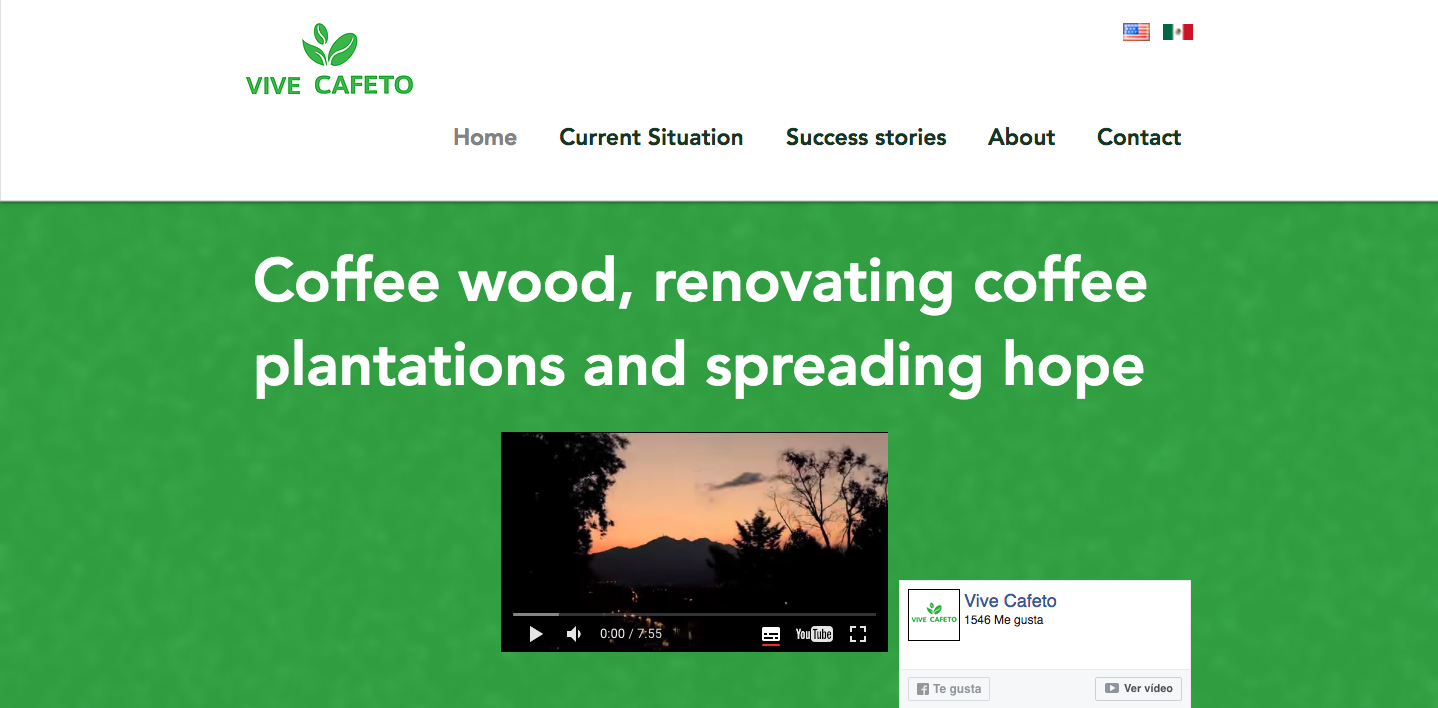 VIVE CAFETO
Home Current Situation Success stories About Contact
Coffee wood, renovating coffee
plantations and spreading hope
0:00 / 7:55 YouTube
Vive Cafeto
1546 Me gusta
VIVE CAFETO
Te gusta
Ver vídeo